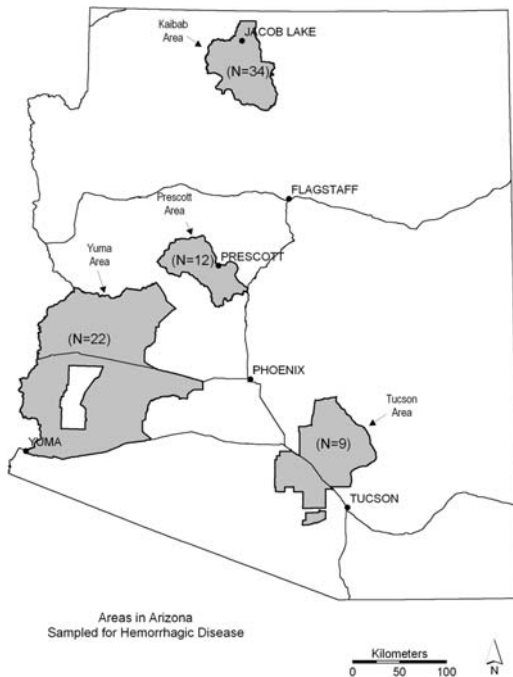 Kaibab
Area
JACOB LAKE
(N=34)
FLAGSTAFF
Prescott
Area
(N=12)
PRESCOTT
Yuma
Area
(N=22)
PHOENIX
Tucson
Area
(N=9)
YUMA
TUCSON
Areas in Arizona
Sampled for Hemorrhagic Disease
Kilometers
0 50 100
N